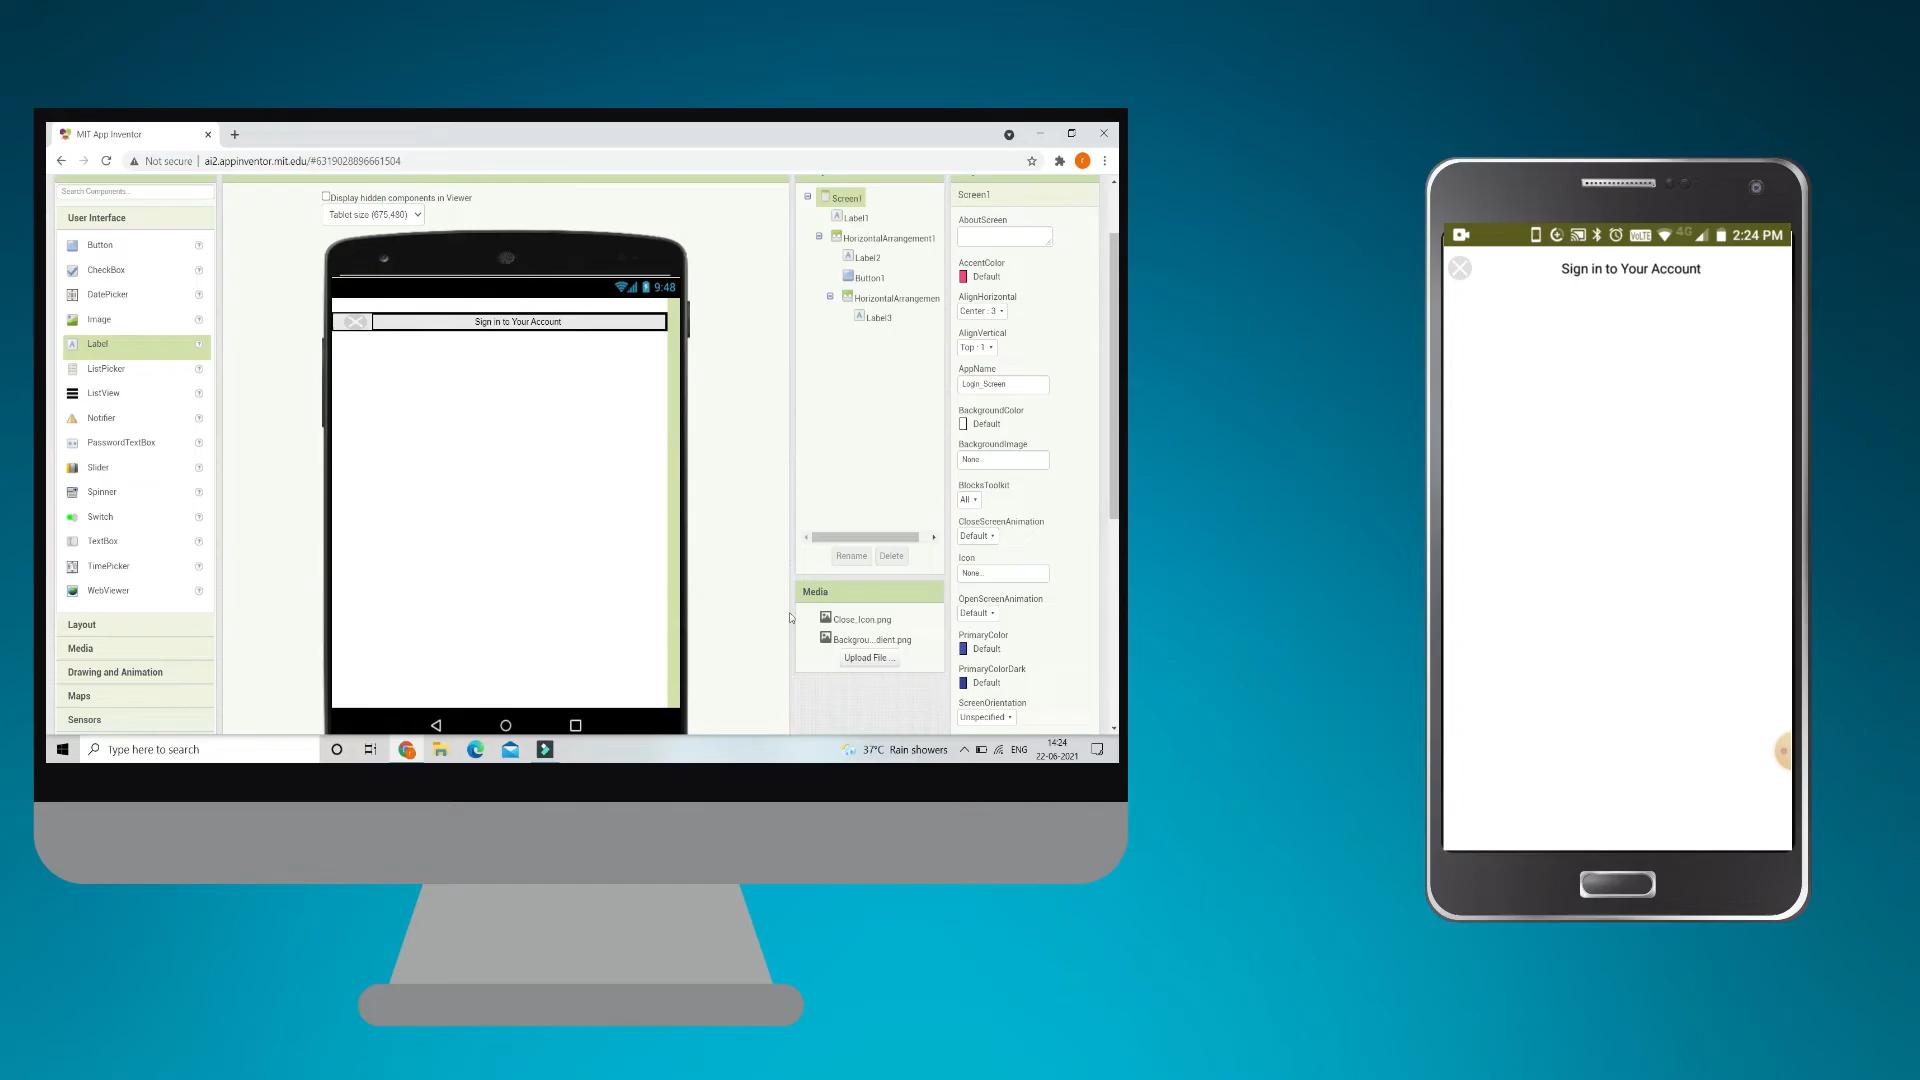 MIT App Inventor
Not secure | ai2.appinventor.mit.edu/#6319028896661504
Search Components...
User Interface
Button
CheckBox
DatePicker
Image
Label
ListPicker
ListView
Notifier
PasswordTextBox
Slider
Spinner
Switch
TextBox
TimePicker
WebViewer
Layout
Media
Drawing and Animation
Maps
Sensors
Display hidden components in Viewer
Tablet size (675,480)
9:48
Sign in to Your Account
Screen1
Label1
HorizontalArrangement1
Label2
Button1
HorizontalArrangemen
Label3
Rename Delete
Media
Close_Icon.png
Backgrou...dient.png
Upload File ...
Screen1
AboutScreen
AccentColor
Default
AlignHorizontal
Center : 3
AlignVertical
Top : 1
AppName
Login_Screen
BackgroundColor
Default
BackgroundImage
None...
BlocksToolkit
All
CloseScreenAnimation
Default
Icon
None...
OpenScreenAnimation
Default
PrimaryColor
Default
PrimaryColorDark
Default
ScreenOrientation
Unspecified
Type here to search
37°C Rain showers
ENG
14:24
22-06-2021
VoLTE 4G 2:24 PM
Sign in to Your Account